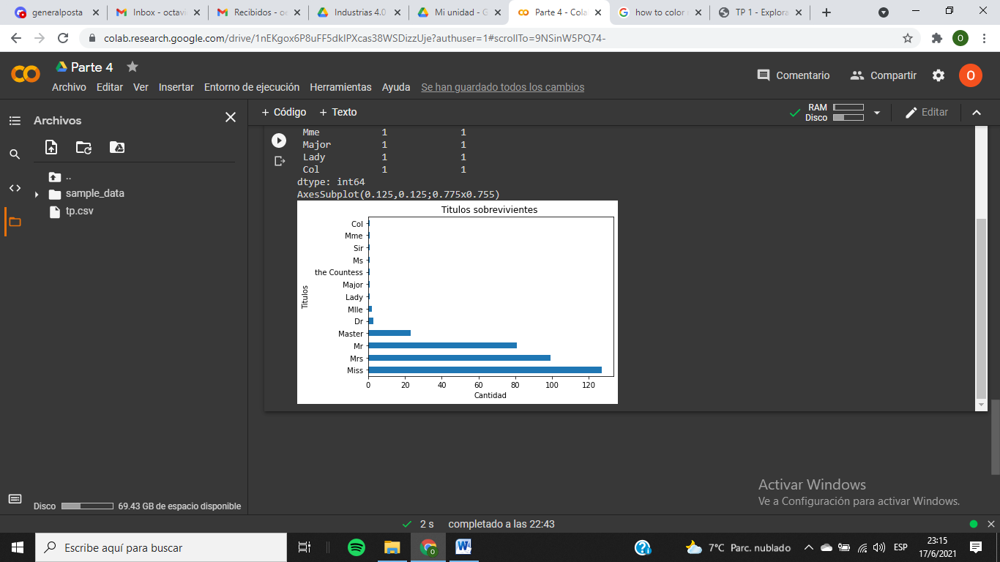 generalposta
Inbox - octavi
Recibidos - oc
Industrias 4.0
Mi unidad - G
Parte 4 - Cola
how to color
TP 1 - Explora
colab.research.google.com/drive/1nEKgox6P8uFF5dkIPXcas38WSDizzUje?authuser=1#scrollTo=9NSinW5PQ74-
O
Parte 4
Comentario
Compartir
O
Archivo Editar Ver Insertar Entorno de ejecución Herramientas Ayuda Se han guardado todos los cambios
Archivos
+ Código + Texto
RAM
Disco
Editar
..
sample_data
tp.csv
Mme 1 1
Major 1 1
Lady 1 1
Col 1 1
dtype: int64
AxesSubplot(0.125,0.125;0.775x0.755)
Titulos sobrevivientes
Titulos
Col
Mme
Sir
Ms
the Countess
Major
Lady
Mlle
Dr
Master
Mr
Mrs
Miss
0 20 40 60 80 100 120
Cantidad
Activar Windows
Ve a Configuración para activar Windows.
Disco 69.43 GB de espacio disponible
2 s completado a las 22:43
Escribe aquí para buscar
7°C Parc. nublado
ESP
23:15
17/6/2021